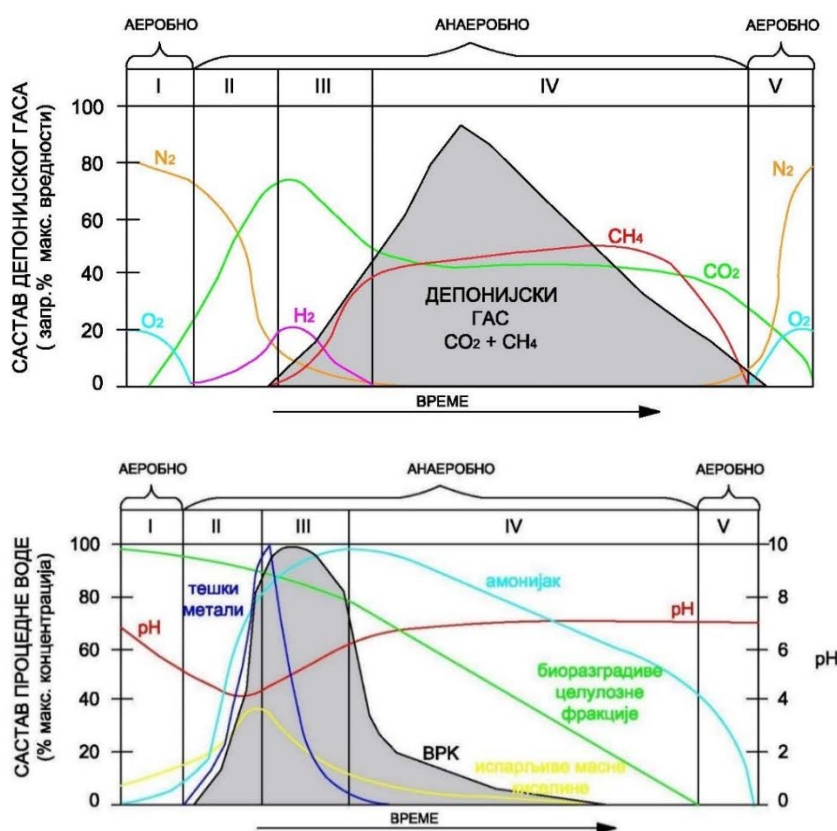 АЕРОБНО
АНАЕРОБНО
АЕРОБНО
I
II
III
IV
V
САСТАВ ДЕПОНИЈСКОГ ГАСА
( запр.% макс. вредности)
100
80
60
40
20
0
N2
O2
H2
CH4
CO2
N2
O2
ДЕПОНИЈСКИ
ГАС
CO2 + CH4
ВРЕМЕ
АЕРОБНО
АНАЕРОБНО
АЕРОБНО
I
II
III
IV
V
САСТАВ ПРОЦЕДНЕ ВОДЕ
(% макс. концентрација)
100
80
60
40
20
0
10
8
6
4
2
0
pH
pH
тешки
метали
амонијак
pH
биоразградиве
целулозне
фракције
ВРК
испарљиве масне
киселине
ВРЕМЕ